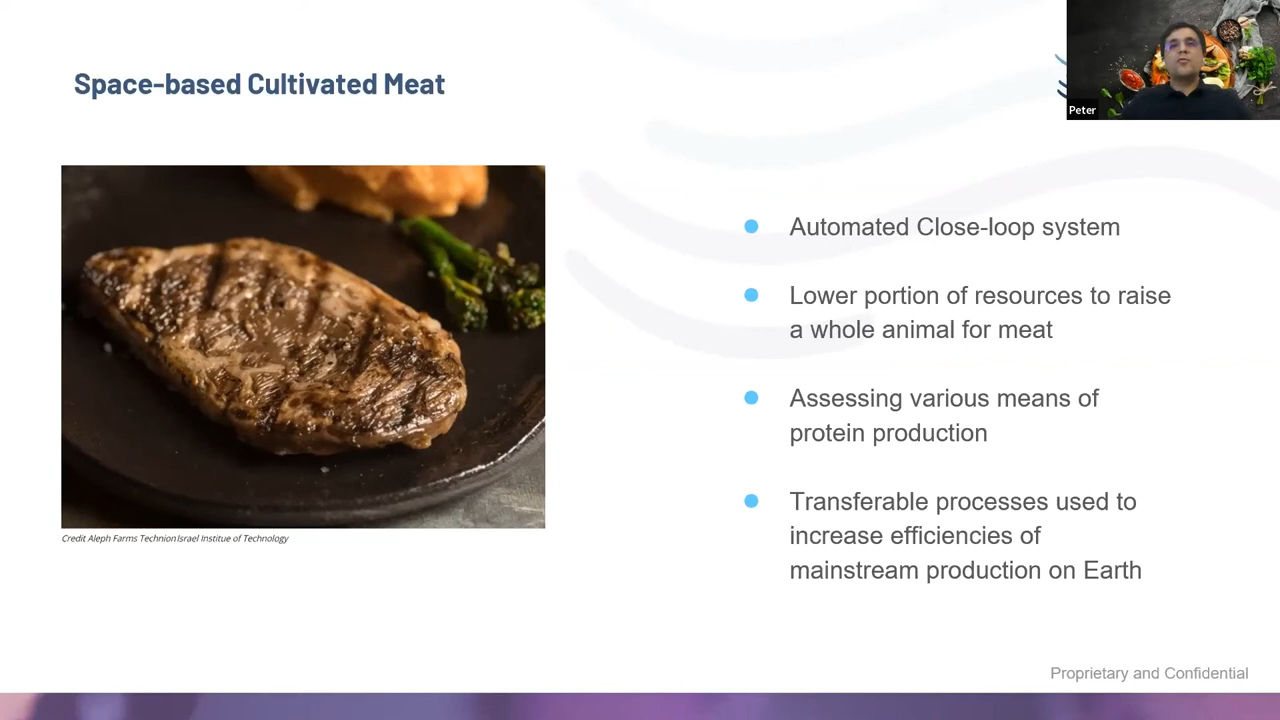 Space-based Cultivated Meat
Peter
Automated Close-loop system
Lower portion of resources to raise
a whole animal for meat
Assessing various means of
protein production
Transferable processes used to
increase efficiencies of
mainstream production on Earth
Credit Aleph Farms Technion Israel Institue of Technology
Proprietary and Confidential